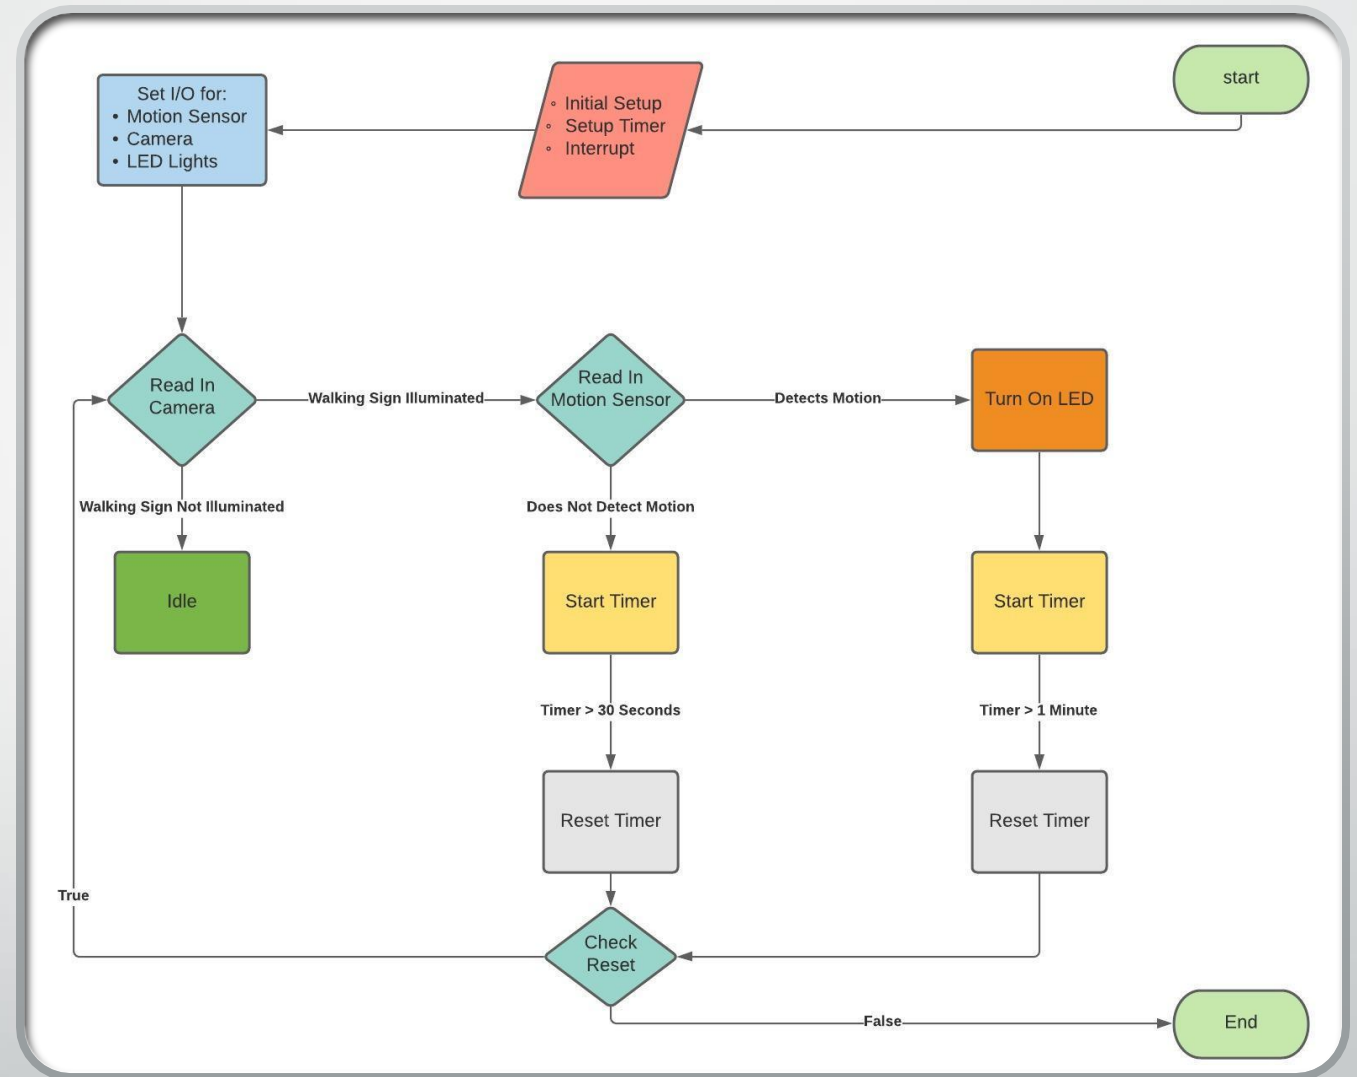 start
◦ Initial Setup
◦ Setup Timer
◦ Interrupt
Set I/O for:
• Motion Sensor
• Camera
• LED Lights
Read In
Camera
Walking Sign Illuminated
Read In
Motion Sensor
Detects Motion
Turn On LED
Walking Sign Not Illuminated
Does Not Detect Motion
Idle
Start Timer
Start Timer
Timer > 30 Seconds
Timer > 1 Minute
Reset Timer
Reset Timer
True
Check
Reset
False
End